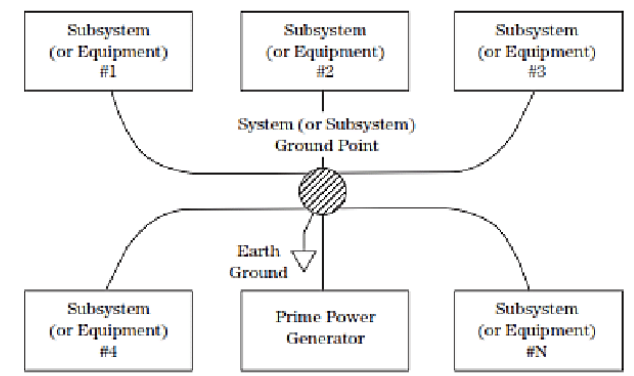 Subsystem
(or Equipment)
#1
Subsystem
(or Equipment)
#2
Subsystem
(or Equipment)
#3
System (or Subsystem)
Ground Point
Earth
Ground
Subsystem
(or Equipment)
#4
Prime Power
Generator
Subsystem
(or Equipment)
#N